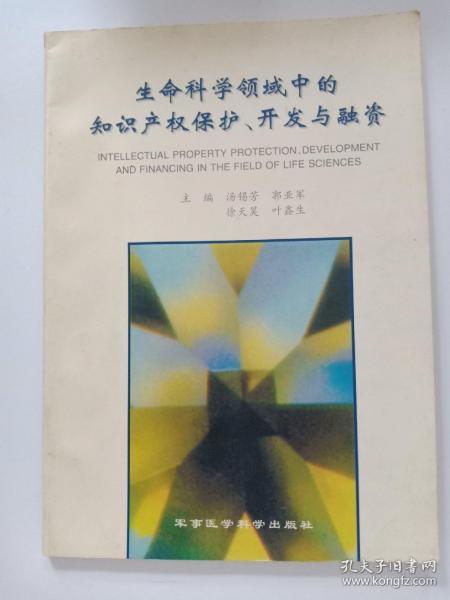 生命科学领域中的
知识产权保护、开发与融资
INTELLECTUAL PROPERTY PROTECTION, DEVELOPMENT
AND FINANCING IN THE FIELD OF LIFE SCIENCES
主 编 汤锡芳 郭亚军
徐天昊 叶鑫生
军事医学科学出版社
孔夫子旧书网
www.kongfz.com